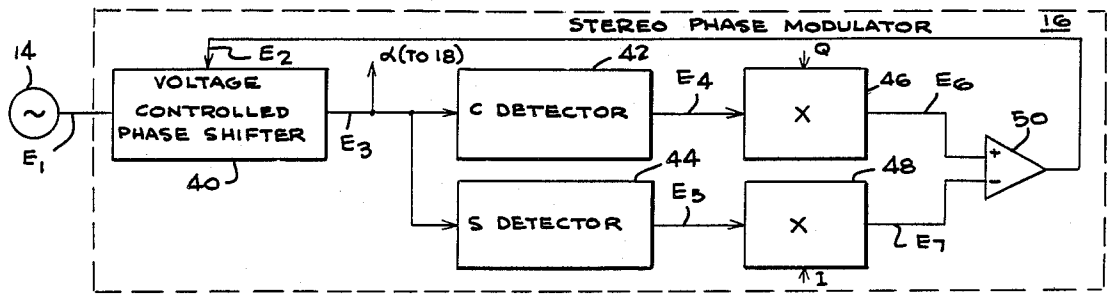 STEREO PHASE MODULATOR 16
14
E2
α(TO 18)
42
Q
46
VOLTAGE
CONTROLLED
PHASE SHIFTER
C DETECTOR
E4
X
E6
50
E1
E3
+
-
40
44
48
S DETECTOR
E5
X
E7
I